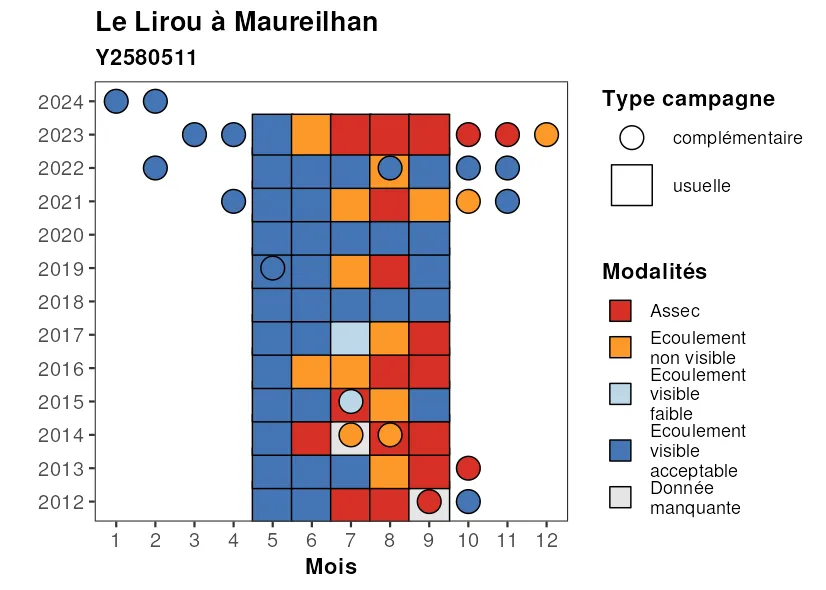 Le Lirou à Maureilhan
Y2580511
2024
2023
2022
2021
2020
2019
2018
2017
2016
2015
2014
2013
2012
1 2 3 4 5 6 7 8 9 10 11 12
Mois
Type campagne
complémentaire
usuelle
Modalités
Assec
Ecoulement
non visible
Ecoulement
visible
faible
Ecoulement
visible
acceptable
Donnée
manquante